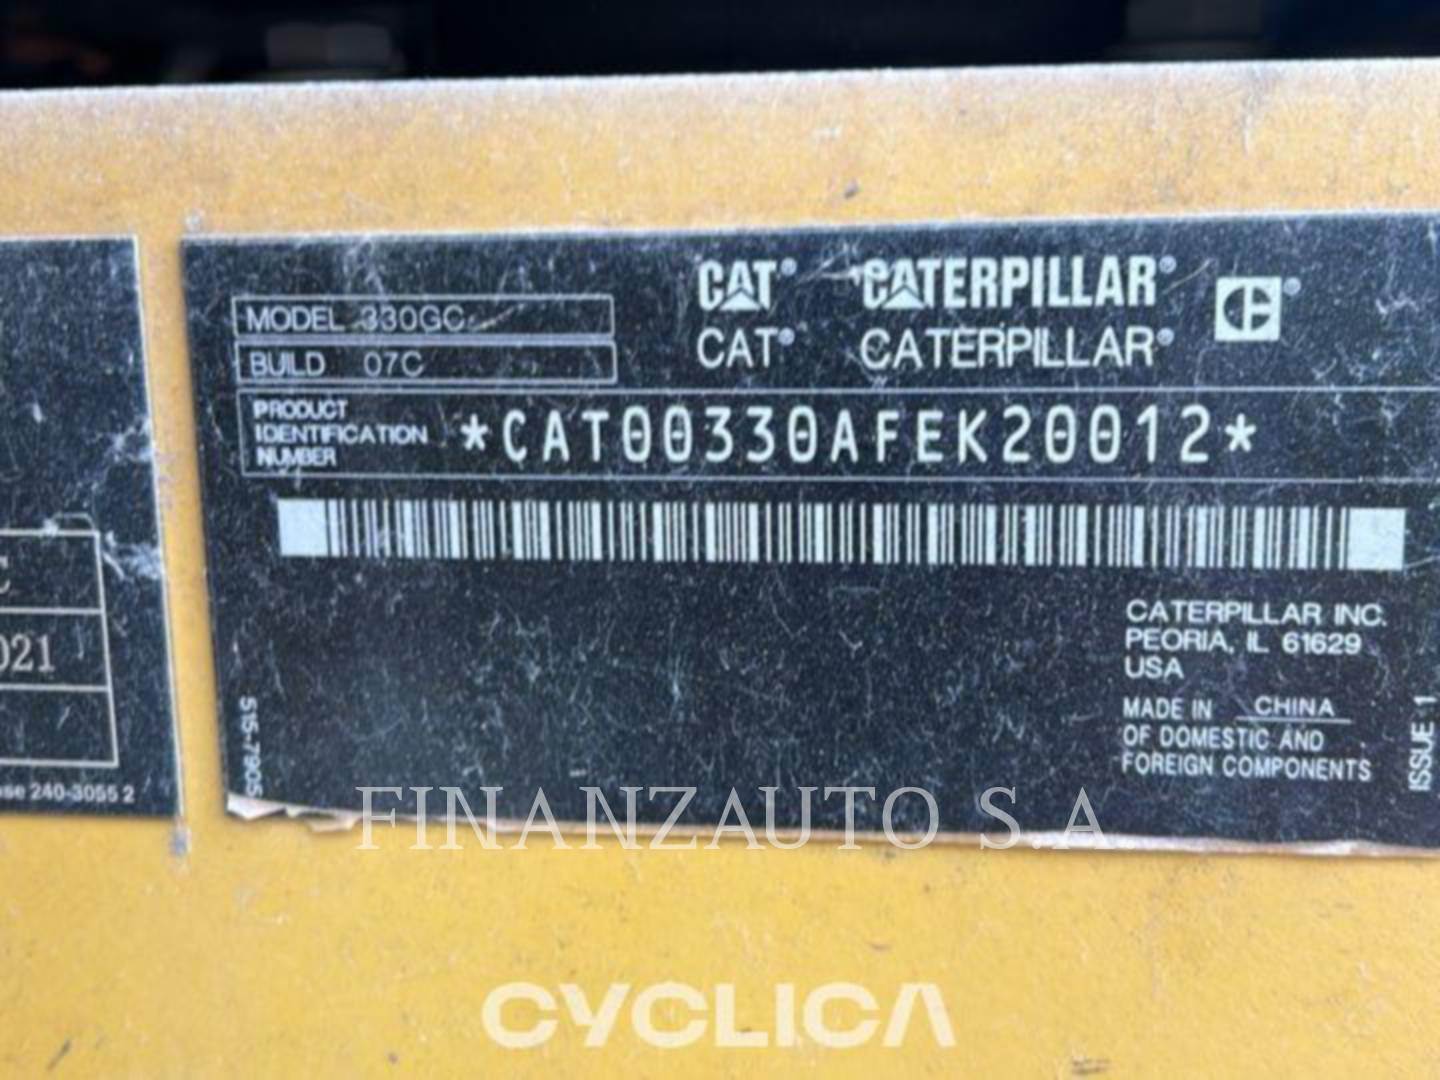 CAT® CATERPILLAR®
CAT® CATERPILLAR®
MODEL 330GC
BUILD 07C
PRODUCT
IDENTIFICATION
NUMBER
*CAT00330AFEK20012*
CATERPILLAR INC.
PEORIA, IL 61629
USA
MADE IN CHINA
OF DOMESTIC AND
FOREIGN COMPONENTS
ISSUE 1
515-7905
C
021
240-3055 2
FINANZAUTO S.A
CYCLICA